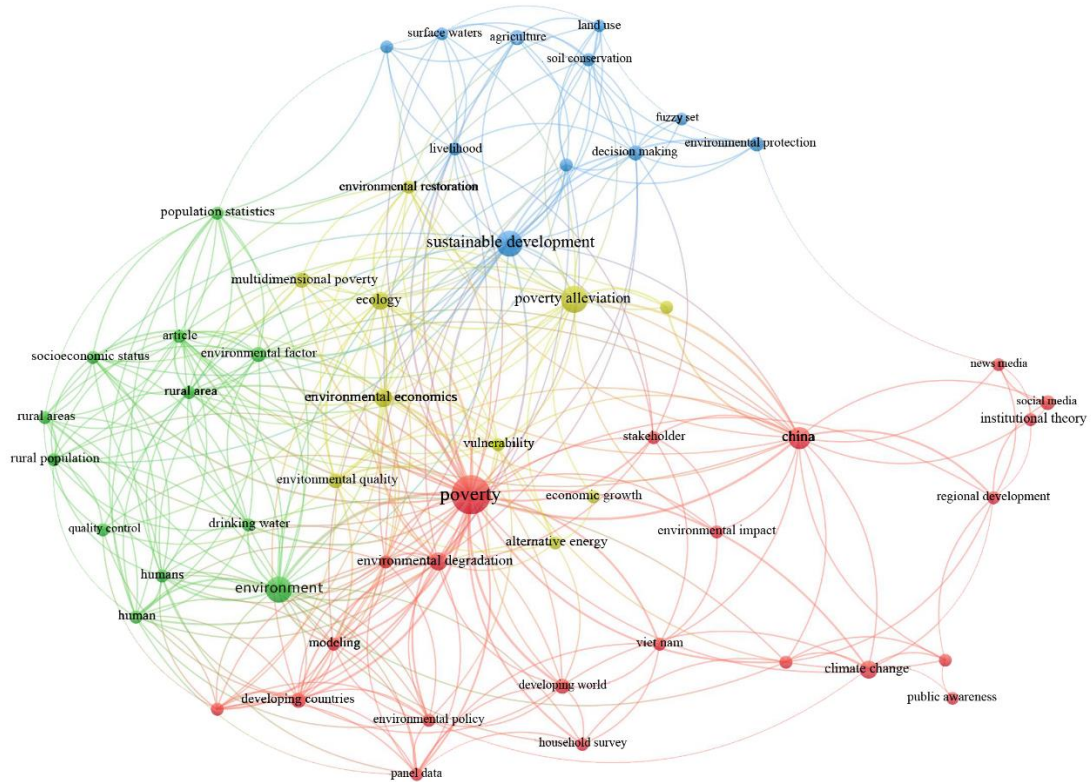 land use
surface waters
agriculture
soil conservation
fuzzy set
environmental protection
livelihood
decision making
environmental restoration
population statistics
sustainable development
multidimensional poverty
ecology
poverty alleviation
article
socioeconomic status
environmental factor
news media
rural area
environmental economics
social media
rural areas
institutional theory
stakeholder
china
vulnerability
rural population
envitonmental quality
poverty
economic growth
regional development
quality control
drinking water
environmental impact
alternative energy
environmental degradation
humans
environment
human
modeling
viet nam
climate change
developing world
public awareness
developing countries
environmental policy
household survey
panel data